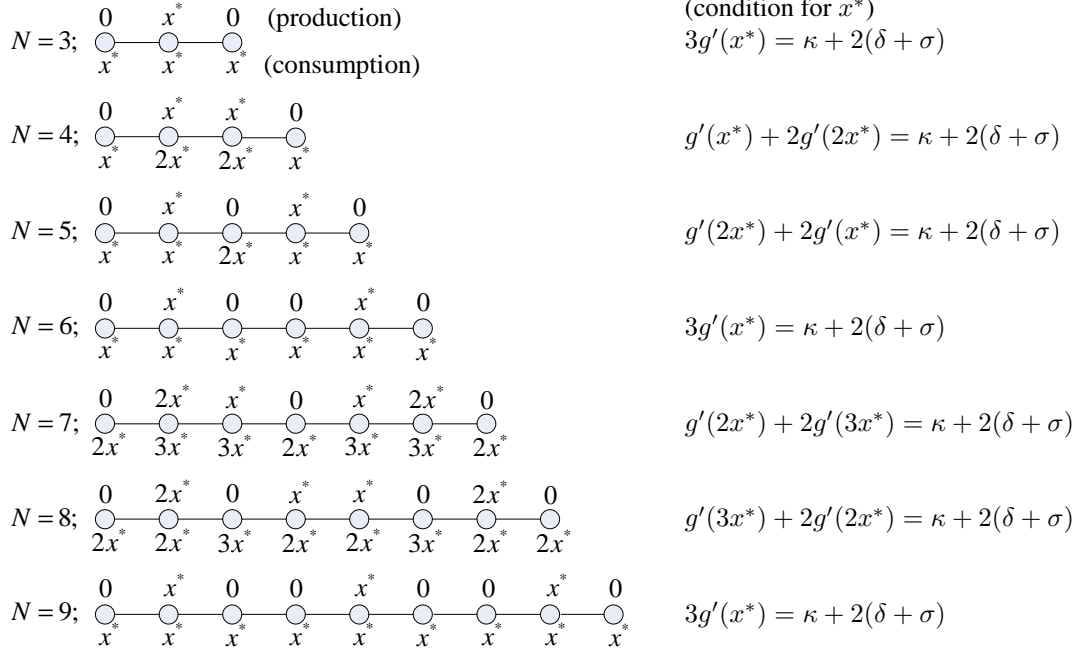 0 x* 0 (production) (condition for x*)
N = 3; 3g′(x*) = κ + 2(δ + σ)
x* x* x* (consumption)
0 x* x* 0
N = 4; g′(x*) + 2g′(2x*) = κ + 2(δ + σ)
x* 2x* 2x* x*
0 x* 0 x* 0
N = 5; g′(2x*) + 2g′(x*) = κ + 2(δ + σ)
x* x* 2x* x* x*
0 x* 0 0 x* 0
N = 6; 3g′(x*) = κ + 2(δ + σ)
x* x* x* x* x* x*
0 2x* x* 0 x* 2x* 0
N = 7; g′(2x*) + 2g′(3x*) = κ + 2(δ + σ)
2x* 3x* 3x* 2x* 3x* 3x* 2x*
0 2x* 0 x* x* 0 2x* 0
N = 8; g′(3x*) + 2g′(2x*) = κ + 2(δ + σ)
2x* 2x* 3x* 2x* 2x* 3x* 2x* 2x*
0 x* 0 0 x* 0 0 x* 0
N = 9; 3g′(x*) = κ + 2(δ + σ)
x* x* x* x* x* x* x* x* x*